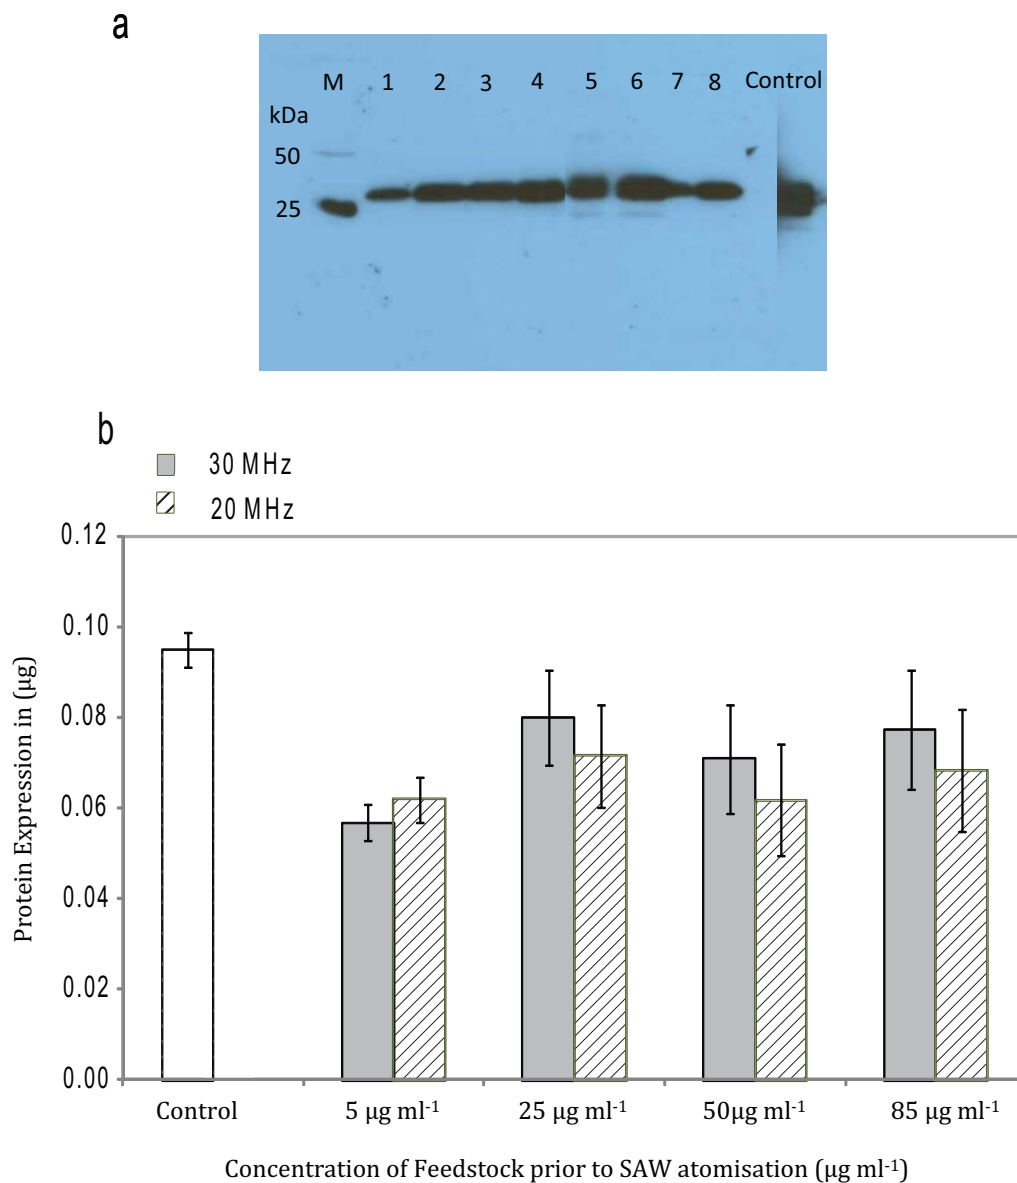 a
M 1 2 3 4 5 6 7 8 Control
kDa
50
25
b
30 MHz
20 MHz
0.12
0.10
0.08
0.06
0.04
0.02
0.00
Protein Expression in (µg)
Control 5 µg ml⁻¹ 25 µg ml⁻¹ 50µg ml⁻¹ 85 µg ml⁻¹
Concentration of Feedstock prior to SAW atomisation (µg ml⁻¹)